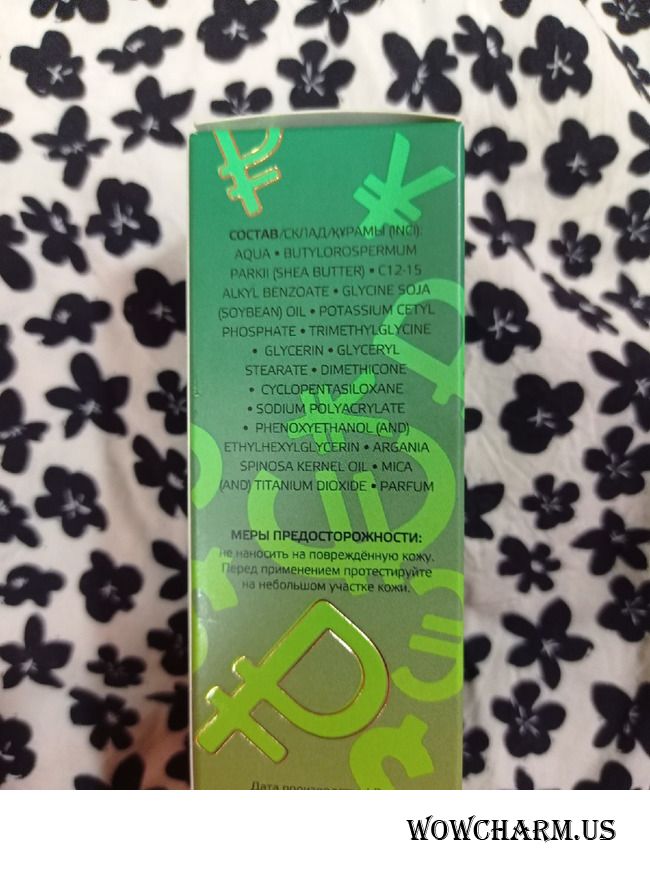 СОСТАВ/СКЛАД/ҚҰРАМЫ (INCI):
AQUA • BUTYLOROSPERMUM
PARKII (SHEA BUTTER) • C12-15
ALKYL BENZOATE • GLYCINE SOJA
(SOYBEAN) OIL • POTASSIUM CETYL
PHOSPHATE • TRIMETHYLGLYCINE
• GLYCERIN • GLYCERYL
STEARATE • DIMETHICONE
• CYCLOPENTASILOXANE
• SODIUM POLYACRYLATE
• PHENOXYETHANOL (AND)
ETHYLHEXYLGLYCERIN • ARGANIA
SPINOSA KERNEL OIL • MICA
(AND) TITANIUM DIOXIDE • PARFUM
МЕРЫ ПРЕДОСТОРОЖНОСТИ:
не наносить на повреждённую кожу.
Перед применением протестируйте
на небольшом участке кожи.
Дата
WOWCHARM.US